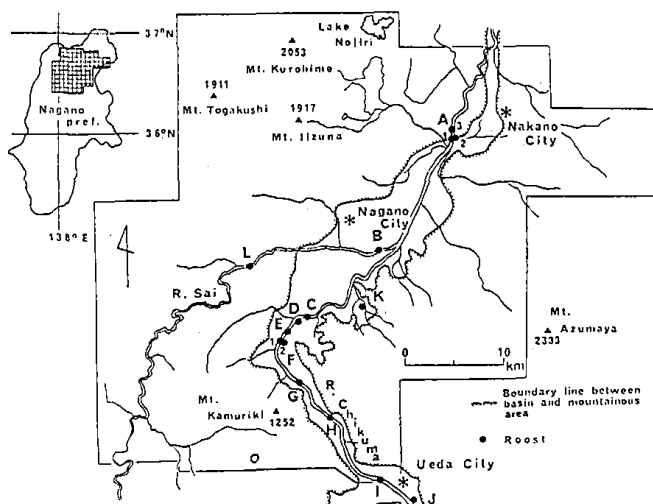 37°N
Nagano
pref.
36°N
138°E
Lake
Nojiri
2053
Mt. Kurohime
1911
Mt. Togakushi
1917
Mt. Iizuna
A
3
1
2
Nakano
City
Nagano
City
B
L
K
R. Sai
D
C
E
1
2
F
G
Mt.
Kamuriki
1252
R. Chikuma
H
Mt.
Azumaya
2333
0
10
km
Boundary line between
basin and mountainous
area
Roost
Ueda City
I
J